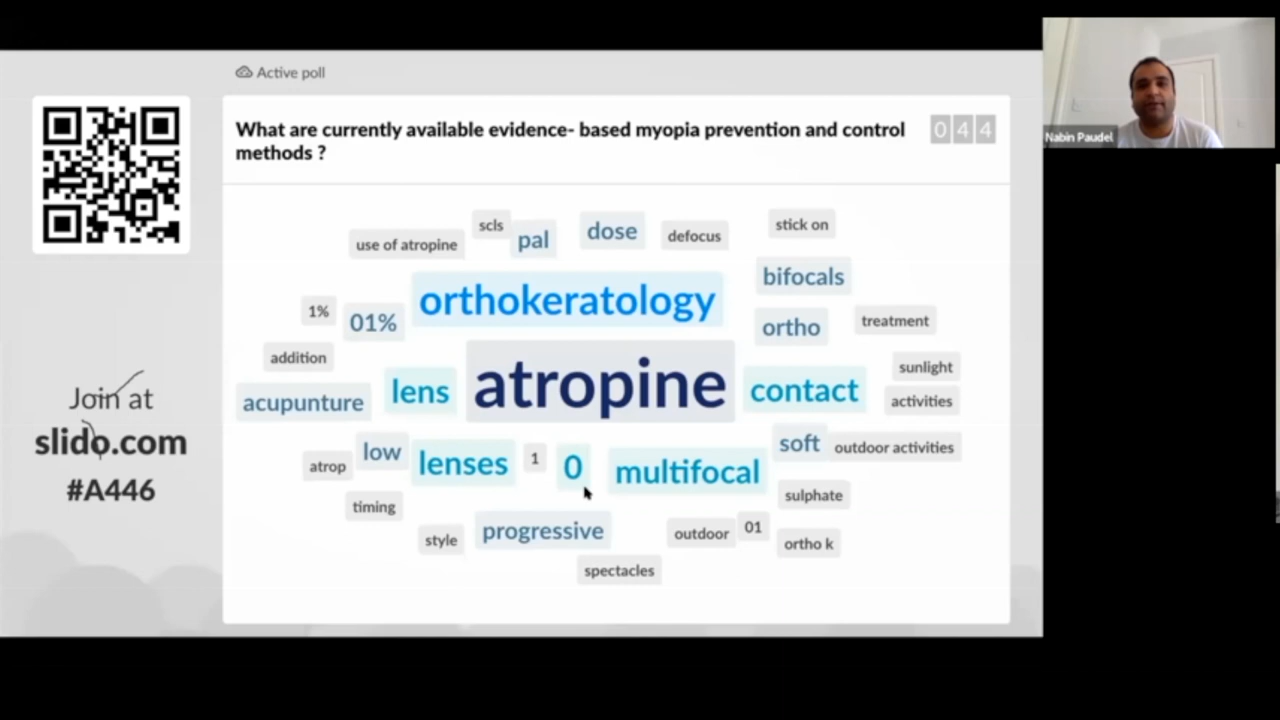 Active poll
What are currently available evidence- based myopia prevention and control
methods ?
044
Nabin Paudel
Join at
slido.com
#A446
scls
stick on
dose
defocus
pal
use of atropine
bifocals
orthokeratology
1%
01%
ortho
treatment
addition
sunlight
atropine
lens
contact
acupunture
activities
soft
outdoor activities
low
lenses
1
0
multifocal
atrop
sulphate
timing
progressive
outdoor
01
style
ortho k
spectacles